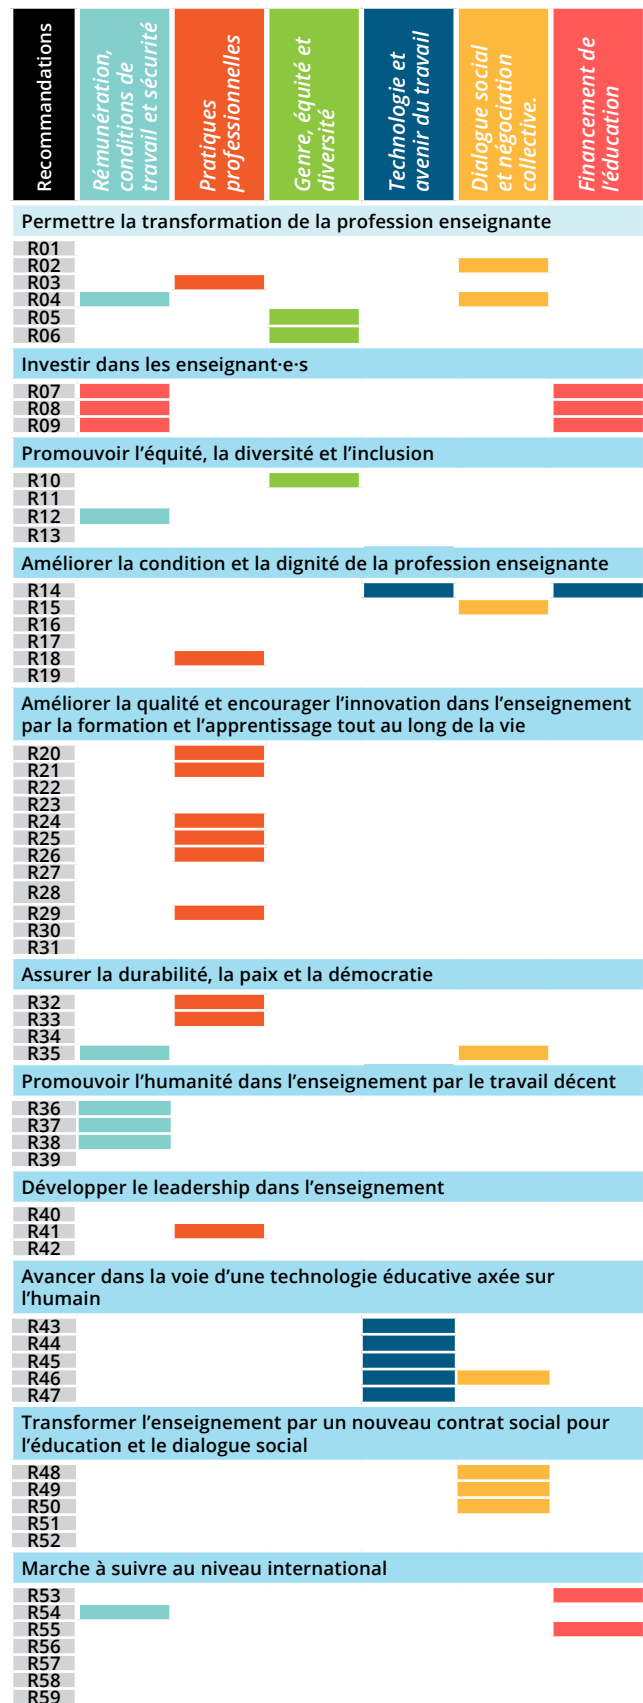 Recommandations
Rémunération,
conditions de
travail et sécurité
Pratiques
professionnelles
Genre, équité et
diversité
Technologie et
avenir du travail
Dialogue social
et négociation
collective.
Financement de
l'éducation
Permettre la transformation de la profession enseignante
R01
R02
R03
R04
R05
R06
Investir dans les enseignant·e·s
R07
R08
R09
Promouvoir l’équité, la diversité et l’inclusion
R10
R11
R12
R13
Améliorer la condition et la dignité de la profession enseignante
R14
R15
R16
R17
R18
R19
Améliorer la qualité et encourager l’innovation dans l’enseignement
par la formation et l’apprentissage tout au long de la vie
R20
R21
R22
R23
R24
R25
R26
R27
R28
R29
R30
R31
Assurer la durabilité, la paix et la démocratie
R32
R33
R34
R35
Promouvoir l’humanité dans l’enseignement par le travail décent
R36
R37
R38
R39
Développer le leadership dans l’enseignement
R40
R41
R42
Avancer dans la voie d’une technologie éducative axée sur
l’humain
R43
R44
R45
R46
R47
Transformer l’enseignement par un nouveau contrat social pour
l’éducation et le dialogue social
R48
R49
R50
R51
R52
Marche à suivre au niveau international
R53
R54
R55
R56
R57
R58
R59